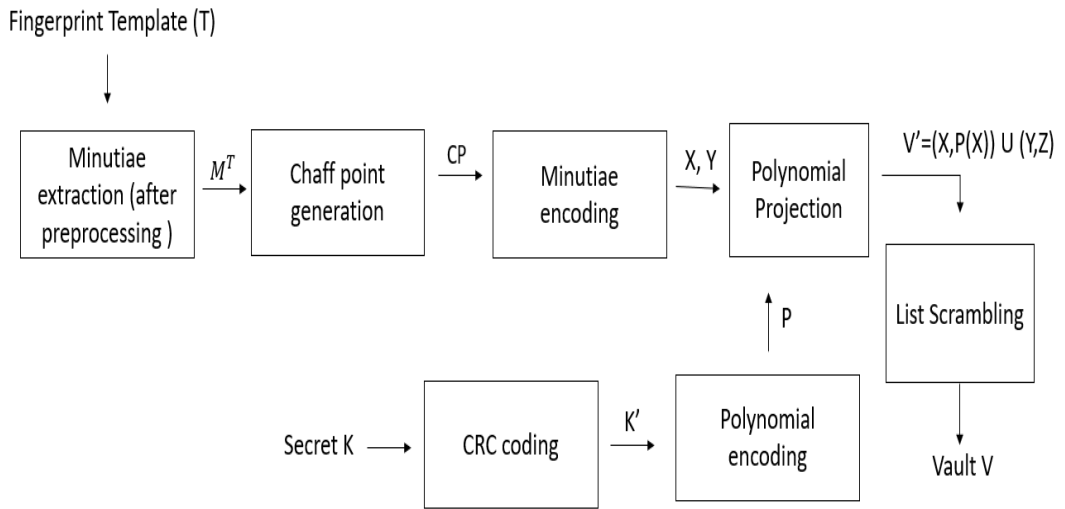 Fingerprint Template (T)
Minutiae
extraction (after
preprocessing )
M^T
Chaff point
generation
CP
Minutiae
encoding
X, Y
Polynomial
Projection
V’=(X,P(X)) U (Y,Z)
List Scrambling
P
Secret K
CRC coding
K’
Polynomial
encoding
Vault V